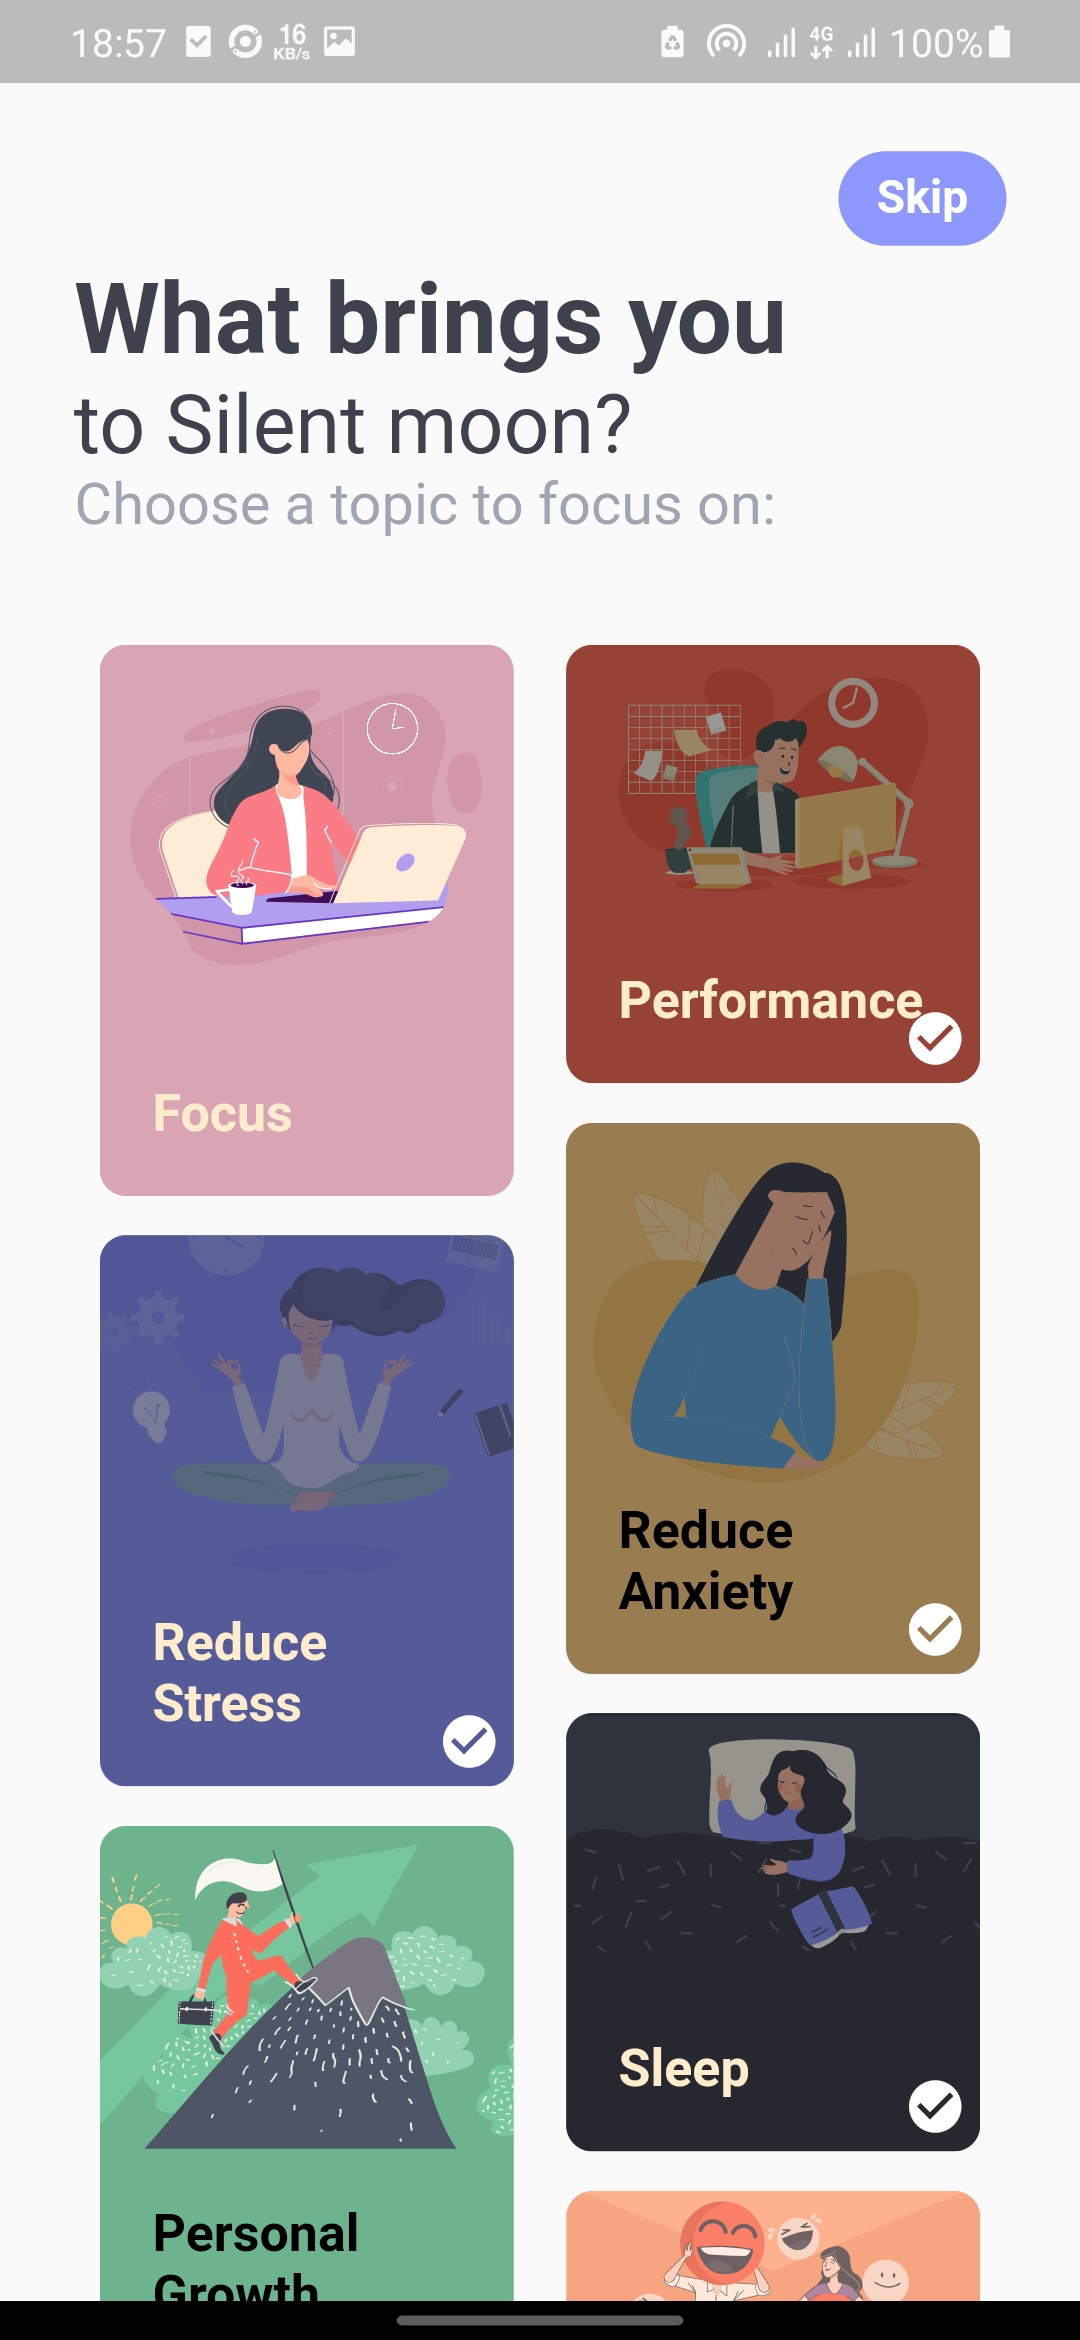 18:57 16 KB/s 4G 100%
Skip
What brings you
to Silent moon?
Choose a topic to focus on:
Performance
Focus
Reduce
Anxiety
Reduce
Stress
Sleep
Personal
Growth